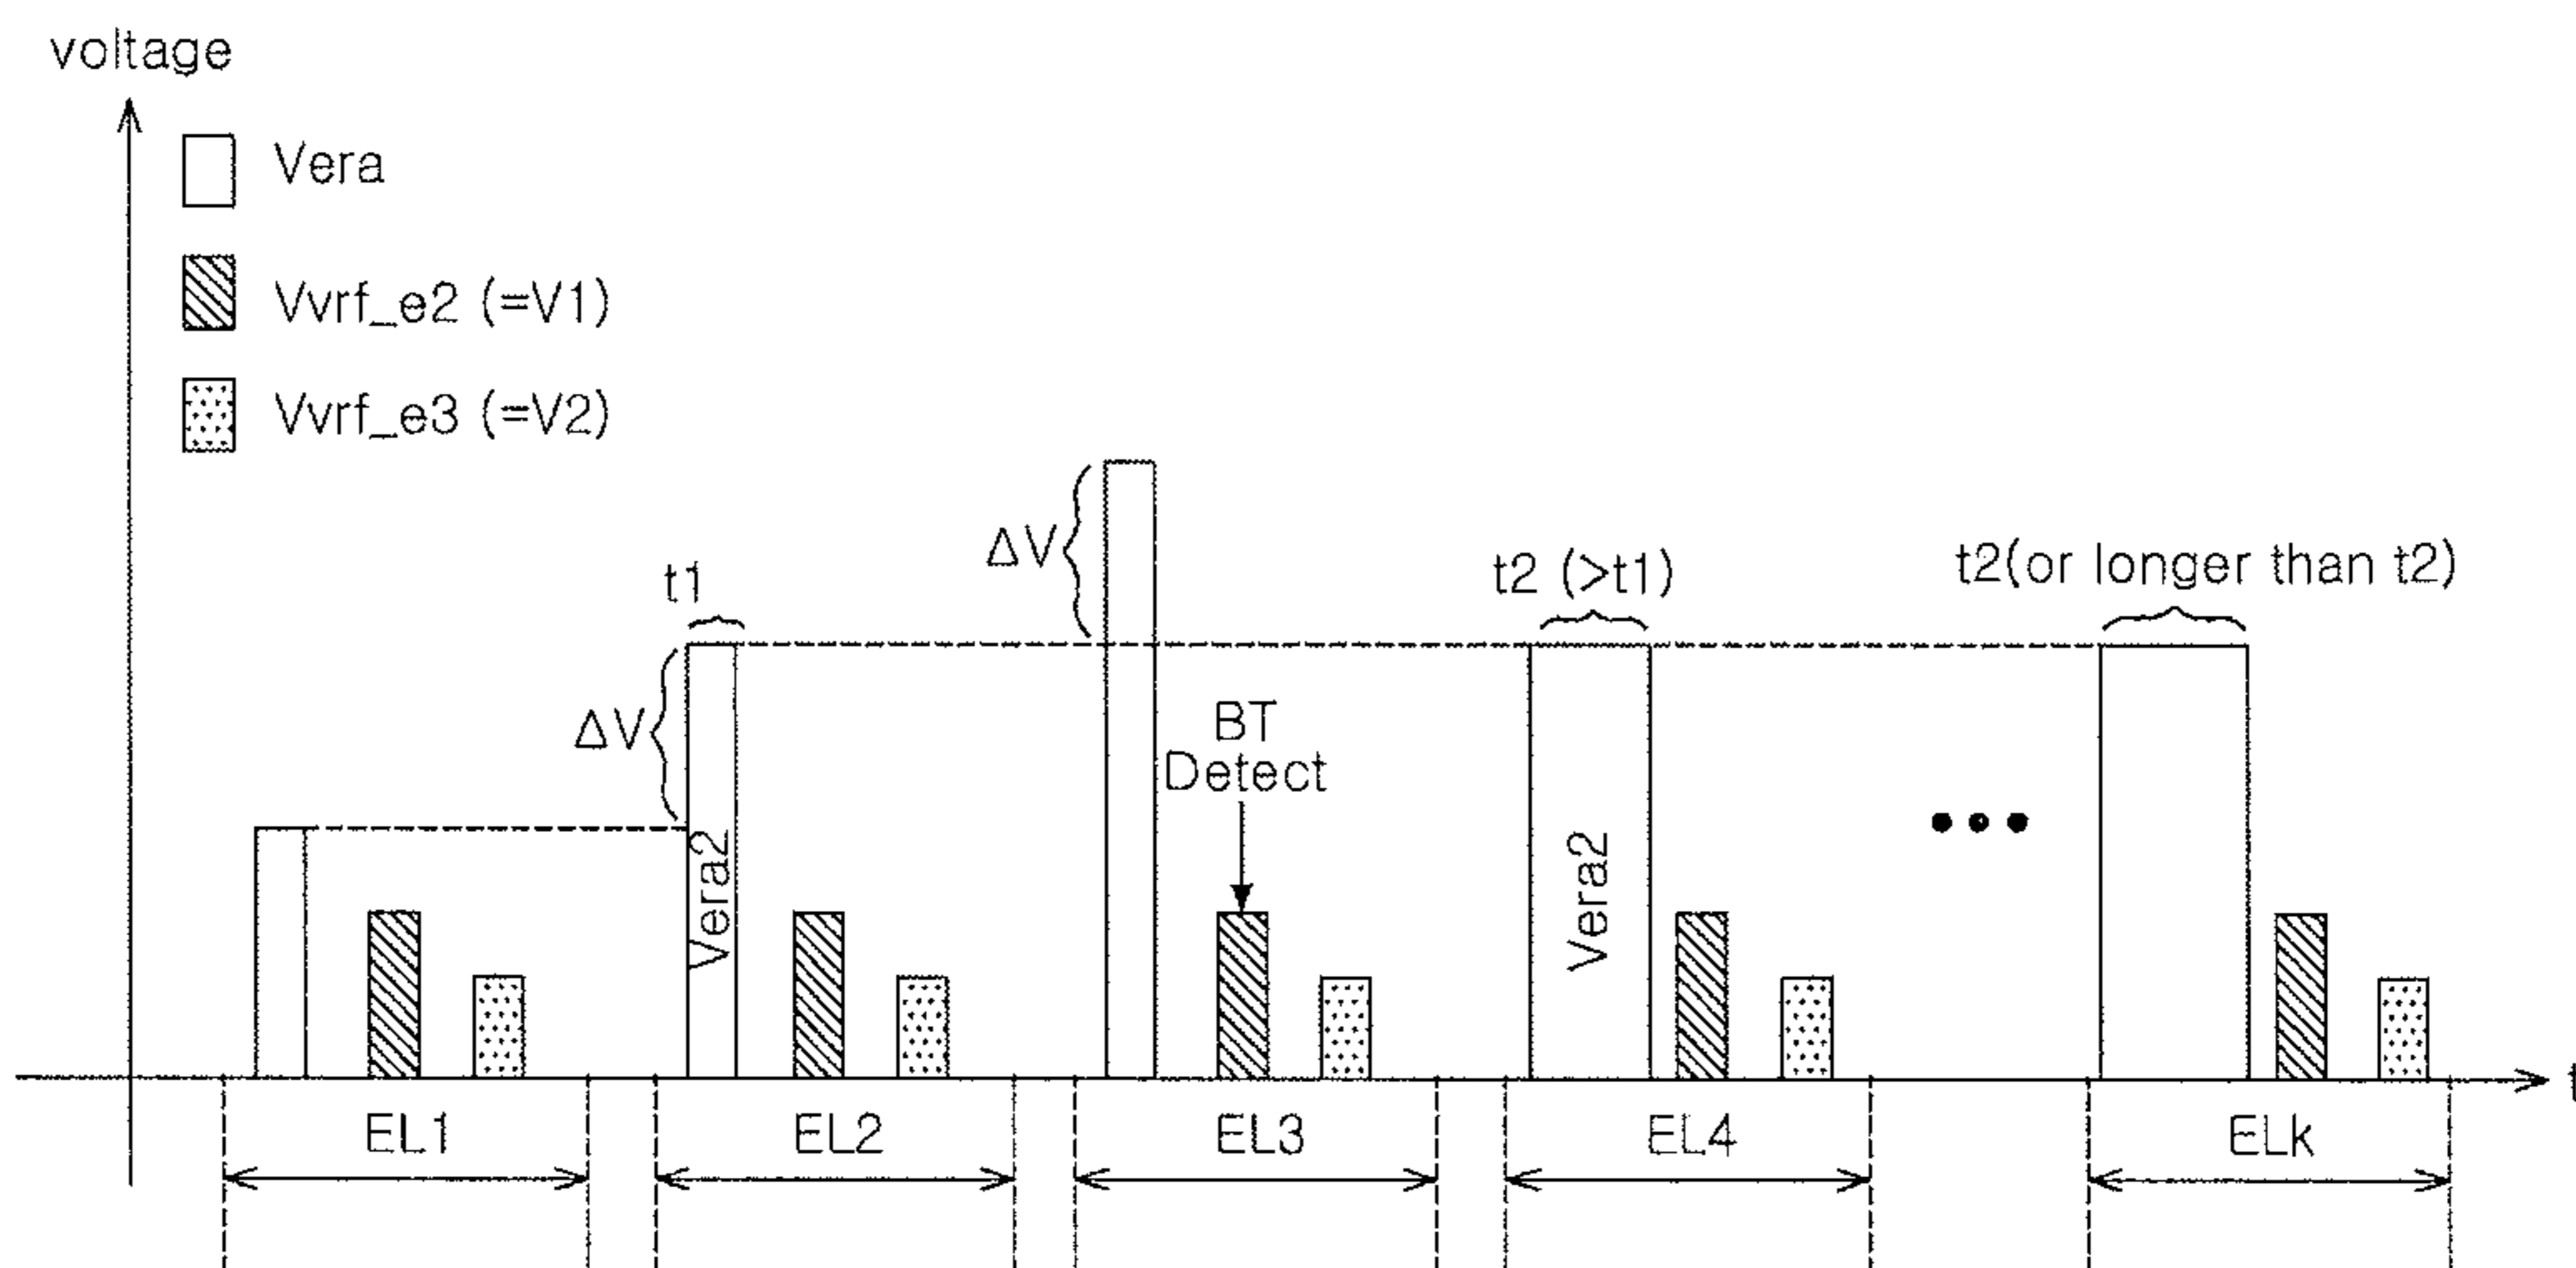 voltage
Vera
Vvrf_e2 (=V1)
Vvrf_e3 (=V2)
ΔV
t1
ΔV
t2 (>t1)
t2(or longer than t2)
BT
Detect
Vera2
Vera2
t
EL1
EL2
EL3
EL4
ELk